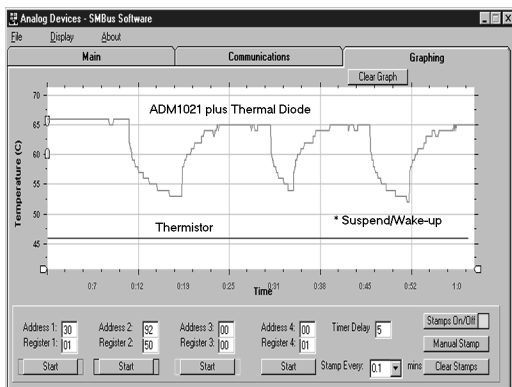 Analog Devices - SMBus Software
File Display About
Main Communications Graphing
Clear Graph
ADM1021 plus Thermal Diode
Thermistor
* Suspend/Wake-up
Temperature (C)
70
65
60
55
50
45
0:7 0:12 0:19 0:25 0:31 0:38 0:45 0:52 1:0
Time
Address 1: 30 Address 2: 92 Address 3: 00 Address 4: 00 Timer Delay 5 Stamps On/Off
Register 1: 01 Register 2: 50 Register 3: 00 Register 4: 01 Manual Stamp
Start Start Start Start Stamp Every: 0.1 mins Clear Stamps